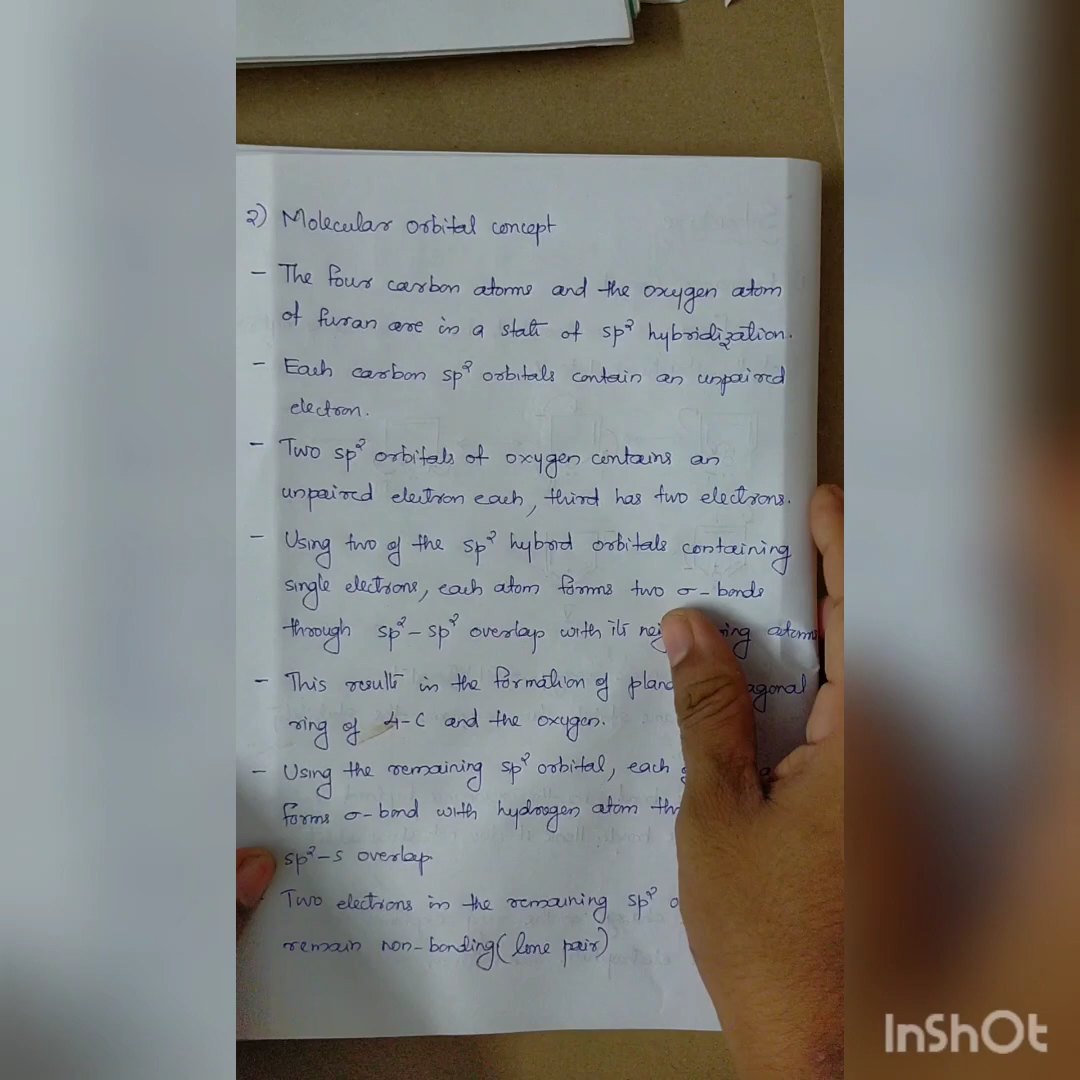 2) Molecular orbital concept
- The four carbon atoms and the oxygen atom
of furan are in a stati of sp² hybridization.
- Each carbon sp² orbitals contain an unpaired
electron.
- Two sp² orbitals of oxygen contains an
unpaired electron each, third has two electrons.
- Using two of the sp² hybrid orbitals containing
single electrons, each atom forms two σ-bonds
through sp²-sp² overlap with its atoms
- This results in the formation of
ring of 4-C and the oxygen.
- Using the remaining sp² orbital, each
forms σ-bond with hydrogen atom
sp²-s overlap
- Two electrons in the remaining sp²
remain non-bonding (lone pair)
InShOt